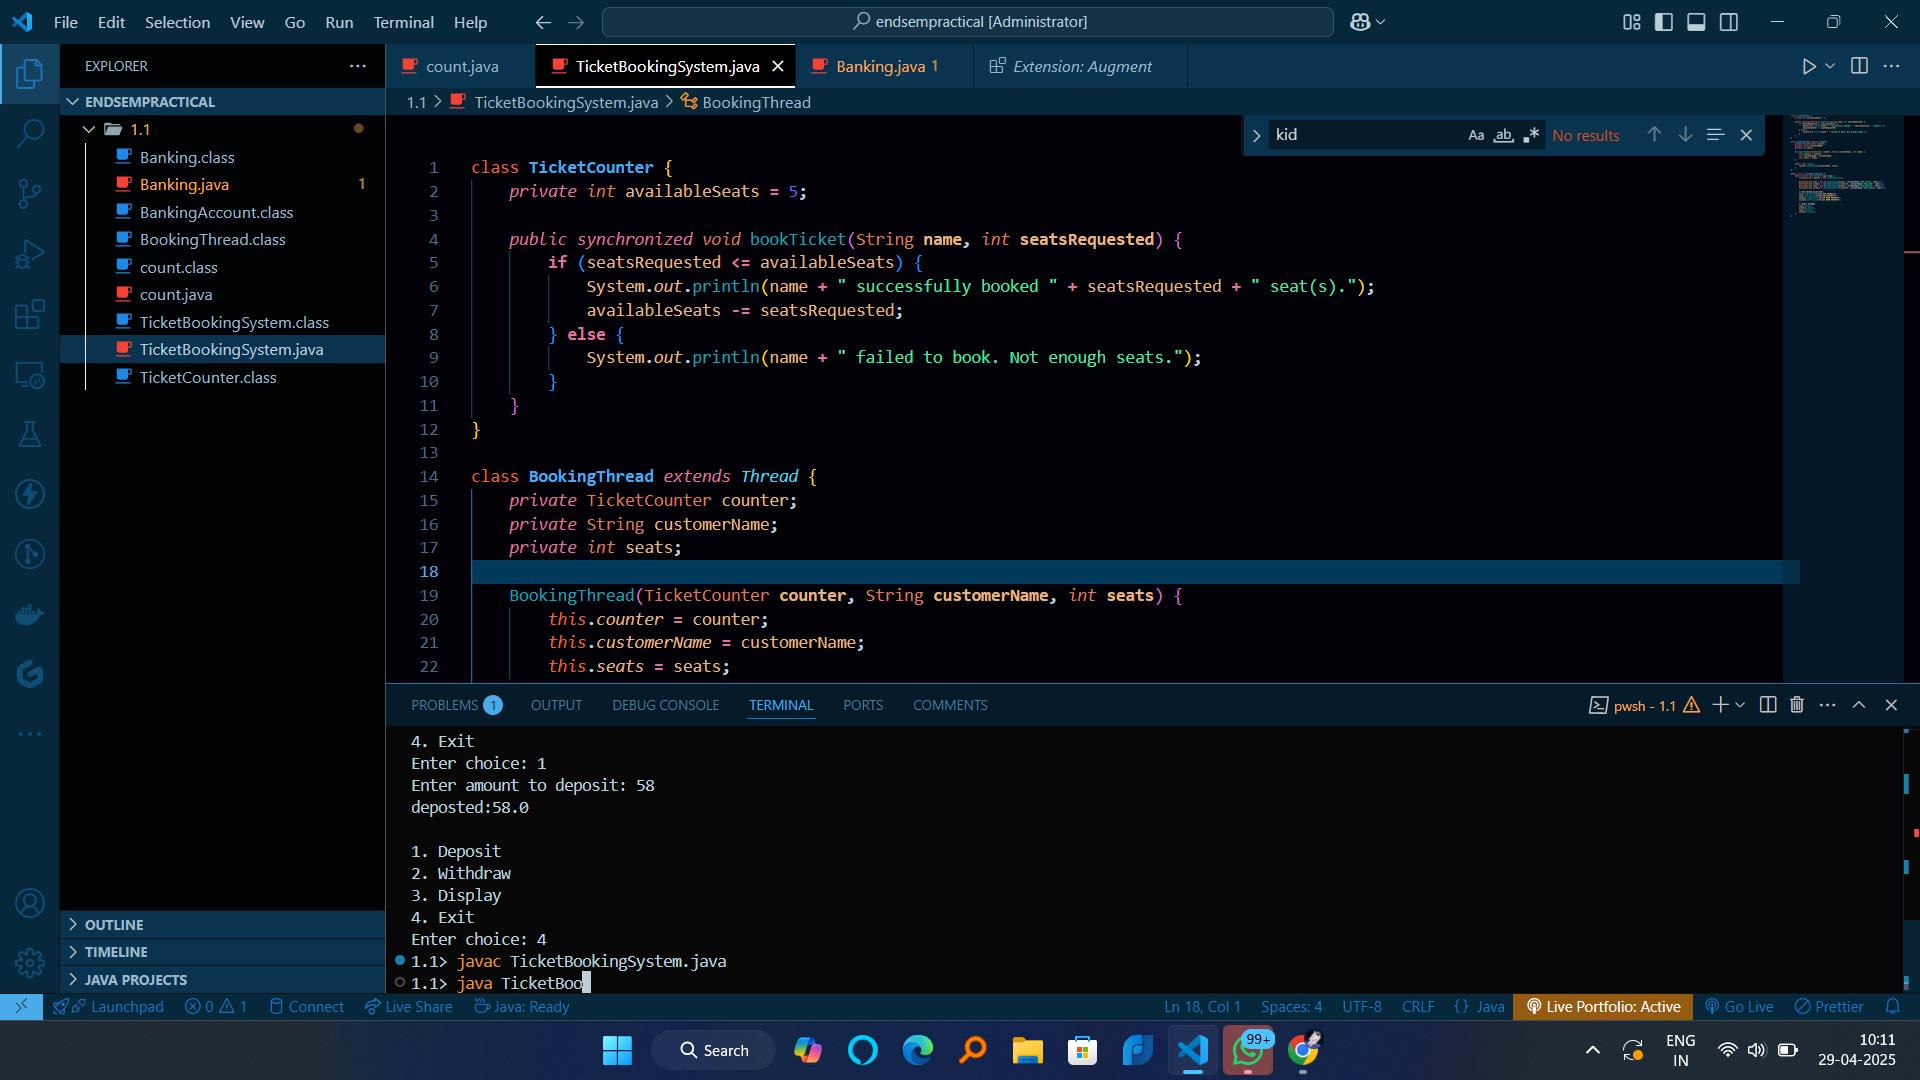 File Edit Selection View Go Run Terminal Help
endsempractical [Administrator]
EXPLORER
count.java
TicketBookingSystem.java
Banking.java 1
Extension: Augment
ENDSEMPRACTICAL
1.1 > TicketBookingSystem.java > BookingThread
1.1
Banking.class
Banking.java 1
BankingAccount.class
BookingThread.class
count.class
count.java
TicketBookingSystem.class
TicketBookingSystem.java
TicketCounter.class
kid
Aa ab .* No results
1 class TicketCounter {
2 private int availableSeats = 5;
3
4 public synchronized void bookTicket(String name, int seatsRequested) {
5 if (seatsRequested <= availableSeats) {
6 System.out.println(name + " successfully booked " + seatsRequested + " seat(s).");
7 availableSeats -= seatsRequested;
8 } else {
9 System.out.println(name + " failed to book. Not enough seats.");
10 }
11 }
12 }
13
14 class BookingThread extends Thread {
15 private TicketCounter counter;
16 private String customerName;
17 private int seats;
18
19 BookingThread(TicketCounter counter, String customerName, int seats) {
20 this.counter = counter;
21 this.customerName = customerName;
22 this.seats = seats;
PROBLEMS 1 OUTPUT DEBUG CONSOLE TERMINAL PORTS COMMENTS
pwsh - 1.1
4. Exit
Enter choice: 1
Enter amount to deposit: 58
deposted:58.0
1. Deposit
2. Withdraw
3. Display
4. Exit
Enter choice: 4
1.1> javac TicketBookingSystem.java
1.1> java TicketBoo
OUTLINE
TIMELINE
JAVA PROJECTS
Launchpad 0 1 Connect Live Share Java: Ready
Ln 18, Col 1 Spaces: 4 UTF-8 CRLF {} Java Live Portfolio: Active Go Live Prettier
Search
99+
ENG
IN
10:11
29-04-2025